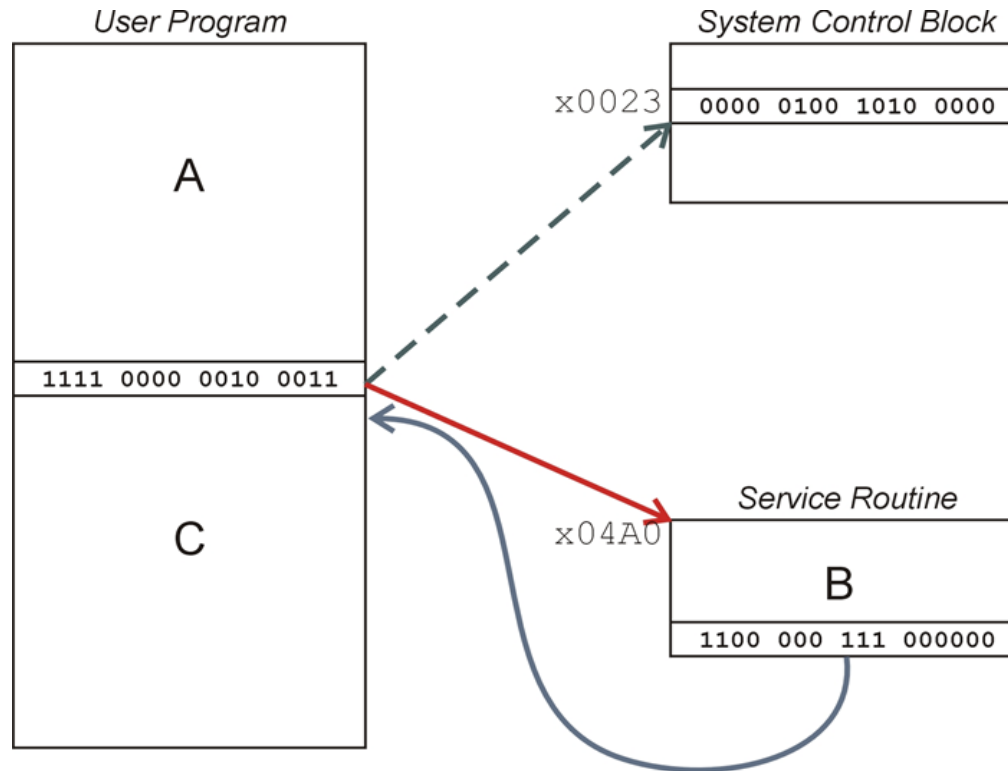 User Program
System Control Block
x0023
0000 0100 1010 0000
A
1111 0000 0010 0011
C
Service Routine
x04A0
B
1100 000 111 000000